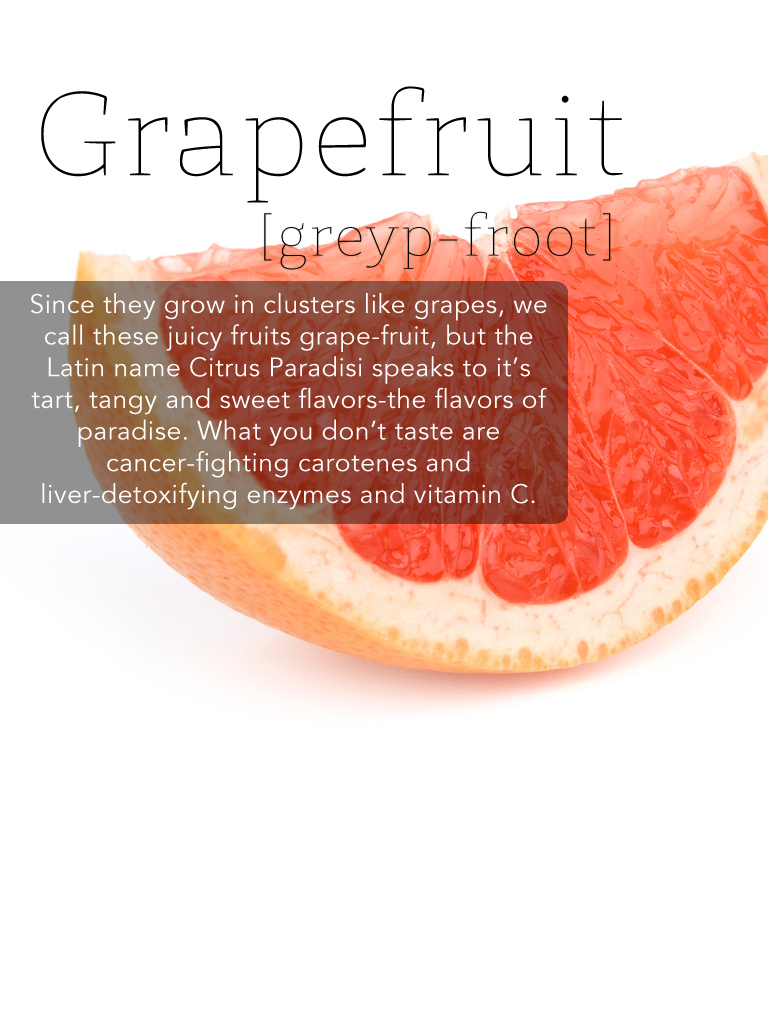 Grapefruit
[greyp-froot]
Since they grow in clusters like grapes, we
call these juicy fruits grape-fruit, but the
Latin name Citrus Paradisi speaks to it’s
tart, tangy and sweet flavors-the flavors of
paradise. What you don’t taste are
cancer-fighting carotenes and
liver-detoxifying enzymes and vitamin C.